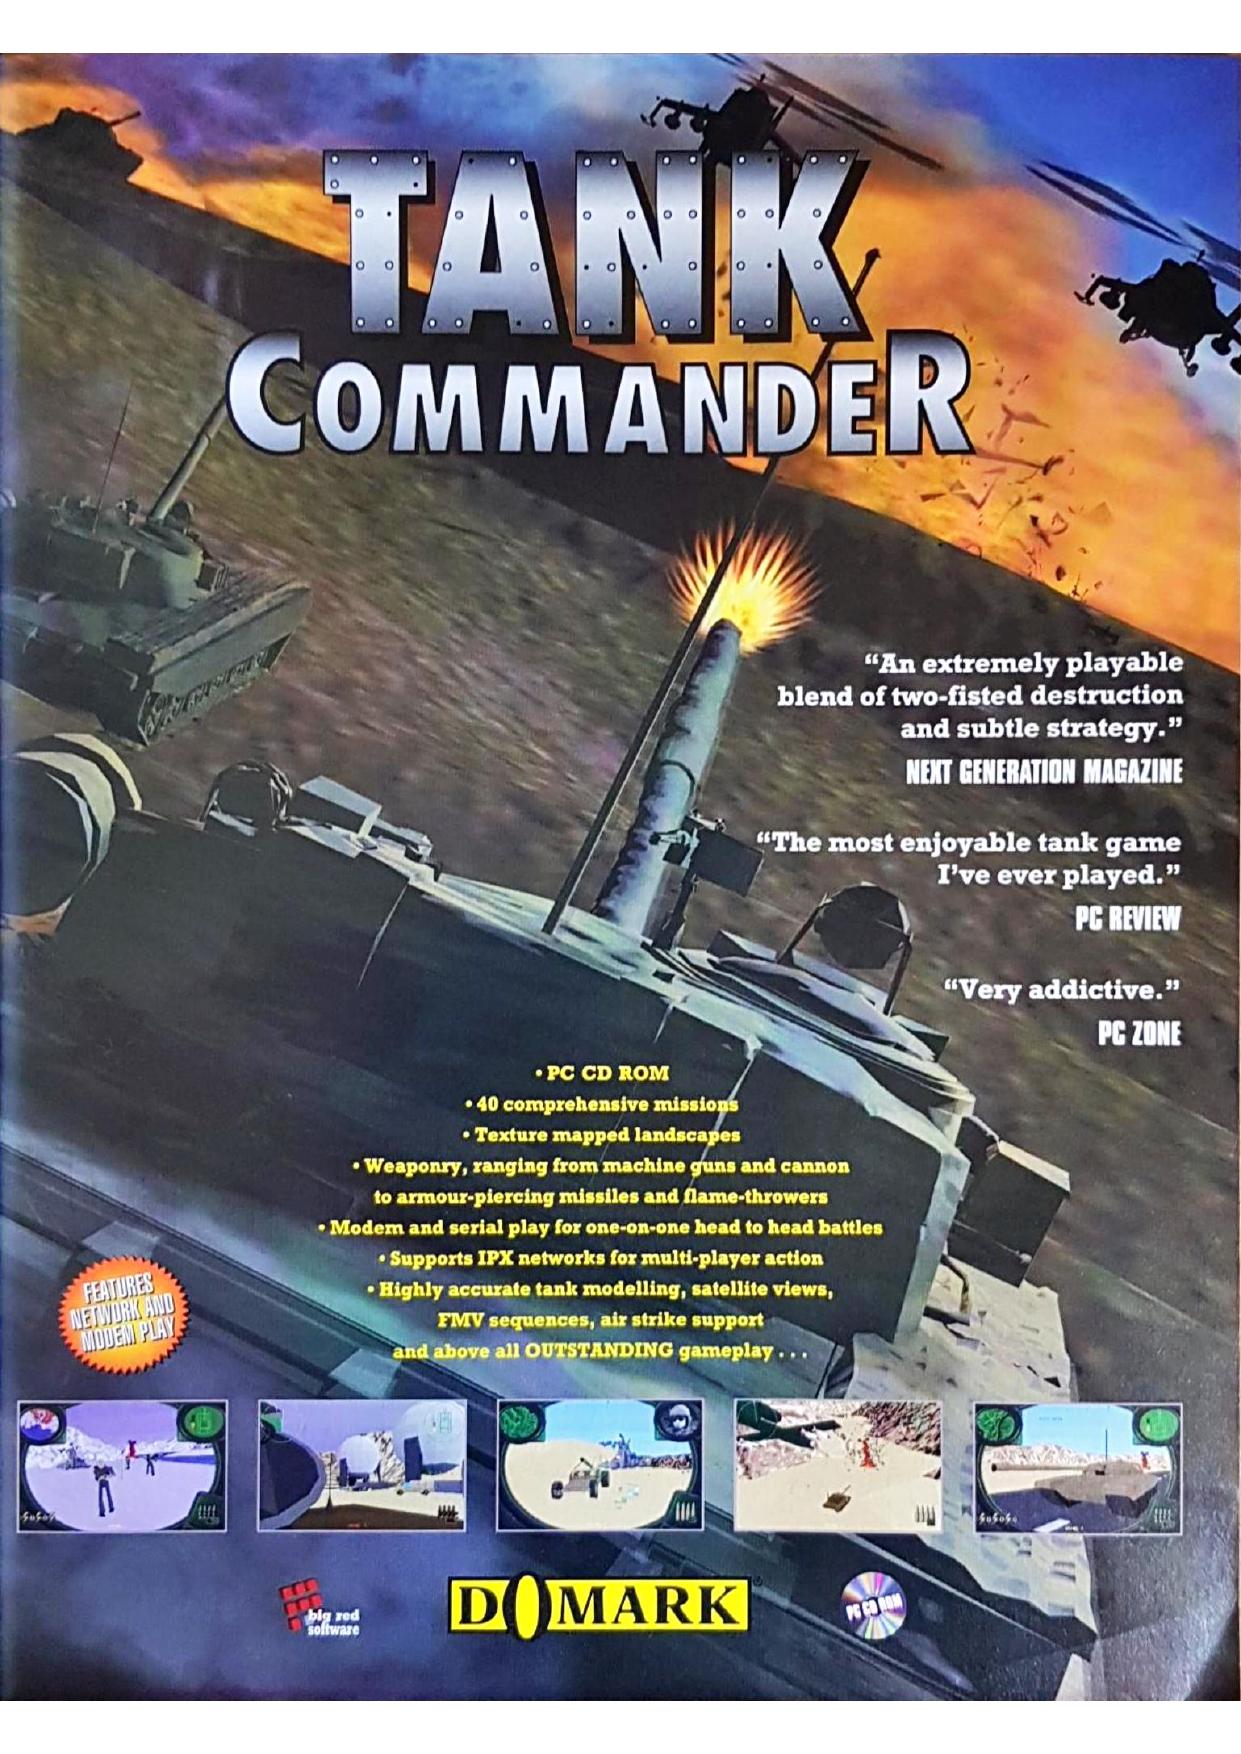 TANK
COMMANDER
“An extremely playable
blend of two-fisted destruction
and subtle strategy.”
NEXT GENERATION MAGAZINE
“The most enjoyable tank game
I’ve ever played.”
PC REVIEW
“Very addictive.”
PC ZONE
• PC CD ROM
• 40 comprehensive missions
• Texture mapped landscapes
• Weaponry, ranging from machine guns and cannon
to armour-piercing missiles and flame-throwers
• Modem and serial play for one-on-one head to head battles
• Supports IPX networks for multi-player action
• Highly accurate tank modelling, satellite views,
FMV sequences, air strike support
and above all OUTSTANDING gameplay . . .
FEATURES
NETWORK AND
MODEM PLAY
big red
software
DOMARK
PC CD ROM